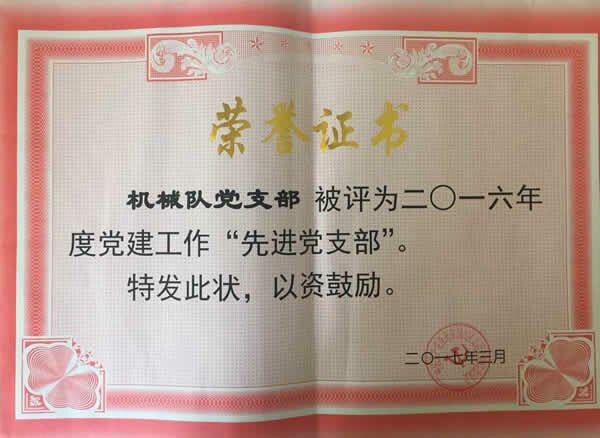 荣誉证书
机械队党支部 被评为二〇一六年
度党建工作“先进党支部”。
特发此状，以资鼓励。
二〇一七年三月